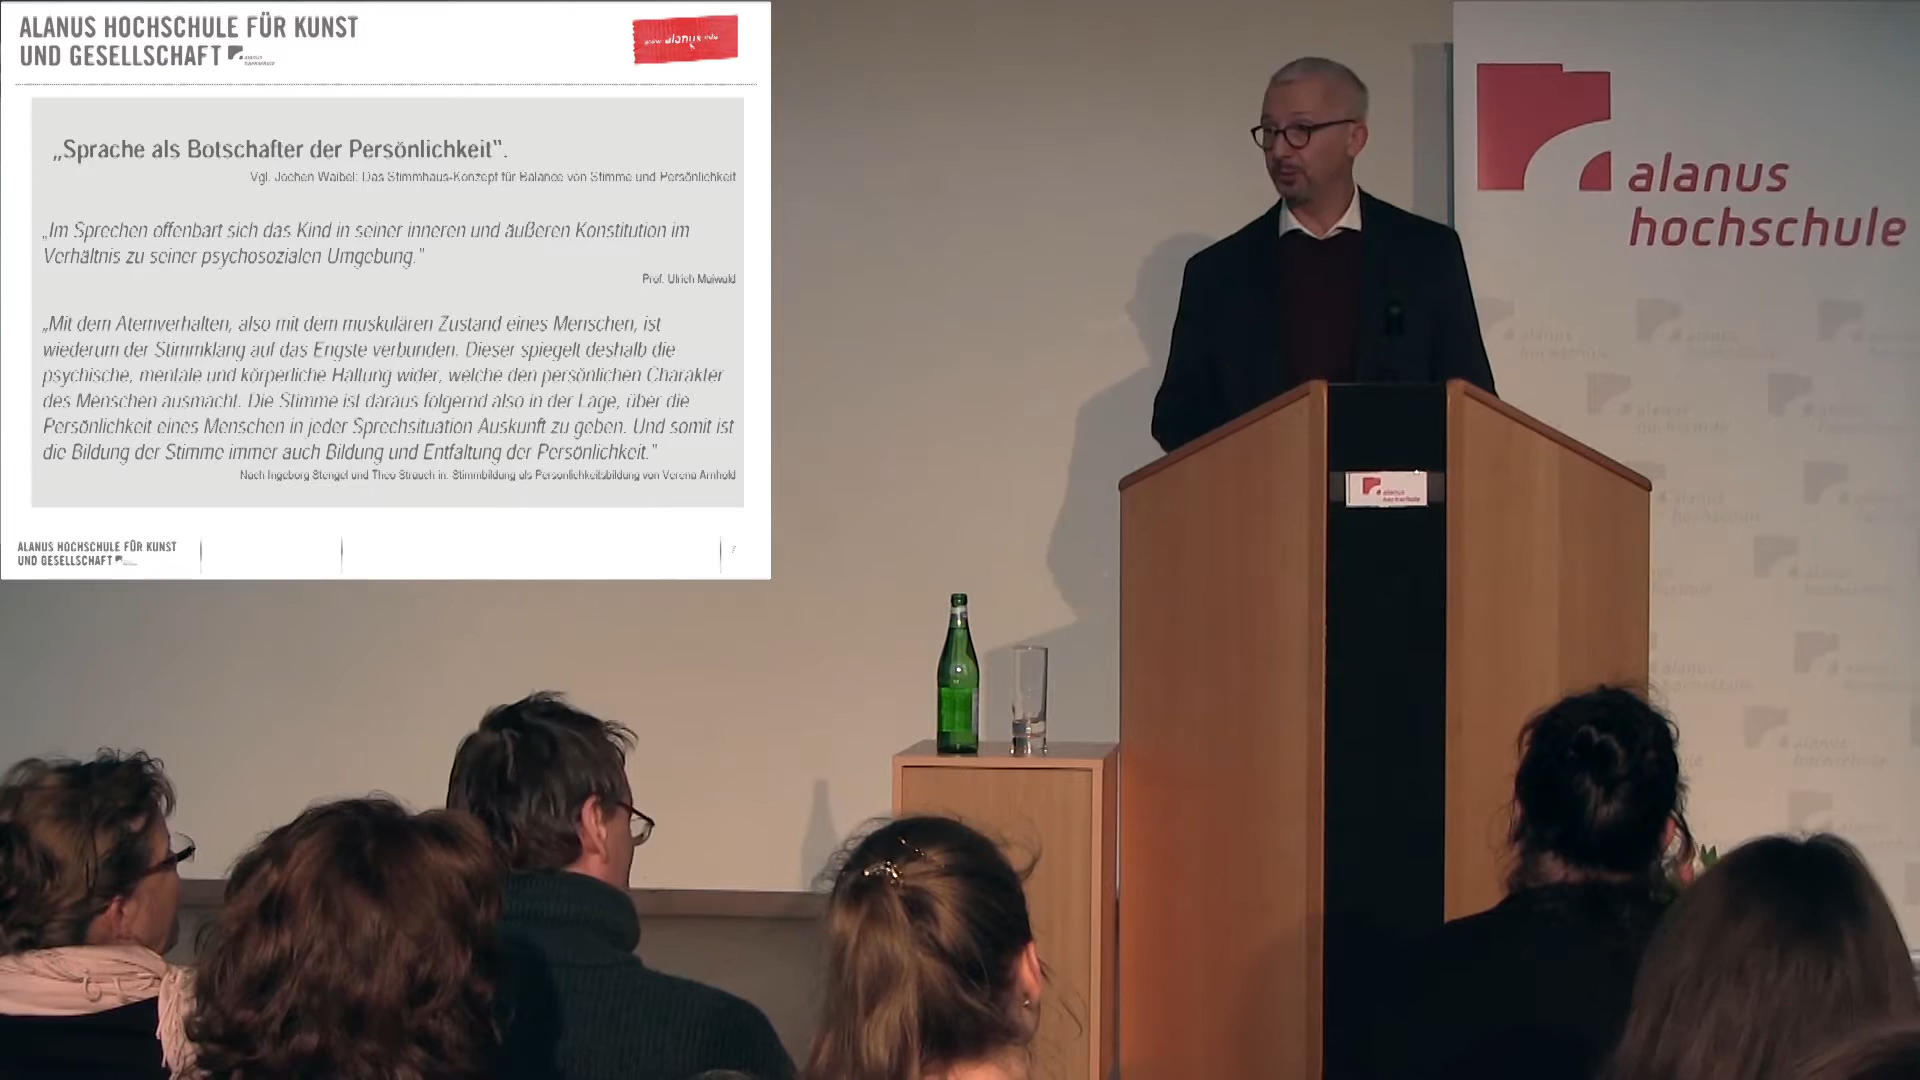 ALANUS HOCHSCHULE FÜR KUNST
UND GESELLSCHAFT
www.alanus.edu
„Sprache als Botschafter der Persönlichkeit".
Vgl. Jochen Waibel: Das Stimmhaus-Konzept für Balance von Stimme und Persönlichkeit
„Im Sprechen offenbart sich das Kind in seiner inneren und äußeren Konstitution im
Verhältnis zu seiner psychosozialen Umgebung."
Prof. Ulrich Maiwald
„Mit dem Atemverhalten, also mit dem muskulären Zustand eines Menschen, ist
wiederum der Stimmklang auf das Engste verbunden. Dieser spiegelt deshalb die
psychische, mentale und körperliche Haltung wider, welche den persönlichen Charakter
des Menschen ausmacht. Die Stimme ist daraus folgernd also in der Lage, über die
Persönlichkeit eines Menschen in jeder Sprechsituation Auskunft zu geben. Und somit ist
die Bildung der Stimme immer auch Bildung und Entfaltung der Persönlichkeit."
Nach Ingeborg Stengel und Theo Strauch in: Stimmbildung als Persönlichkeitsbildung von Verena Arnhold
ALANUS HOCHSCHULE FÜR KUNST
UND GESELLSCHAFT
7
alanus
hochschule
alanus
hochschule